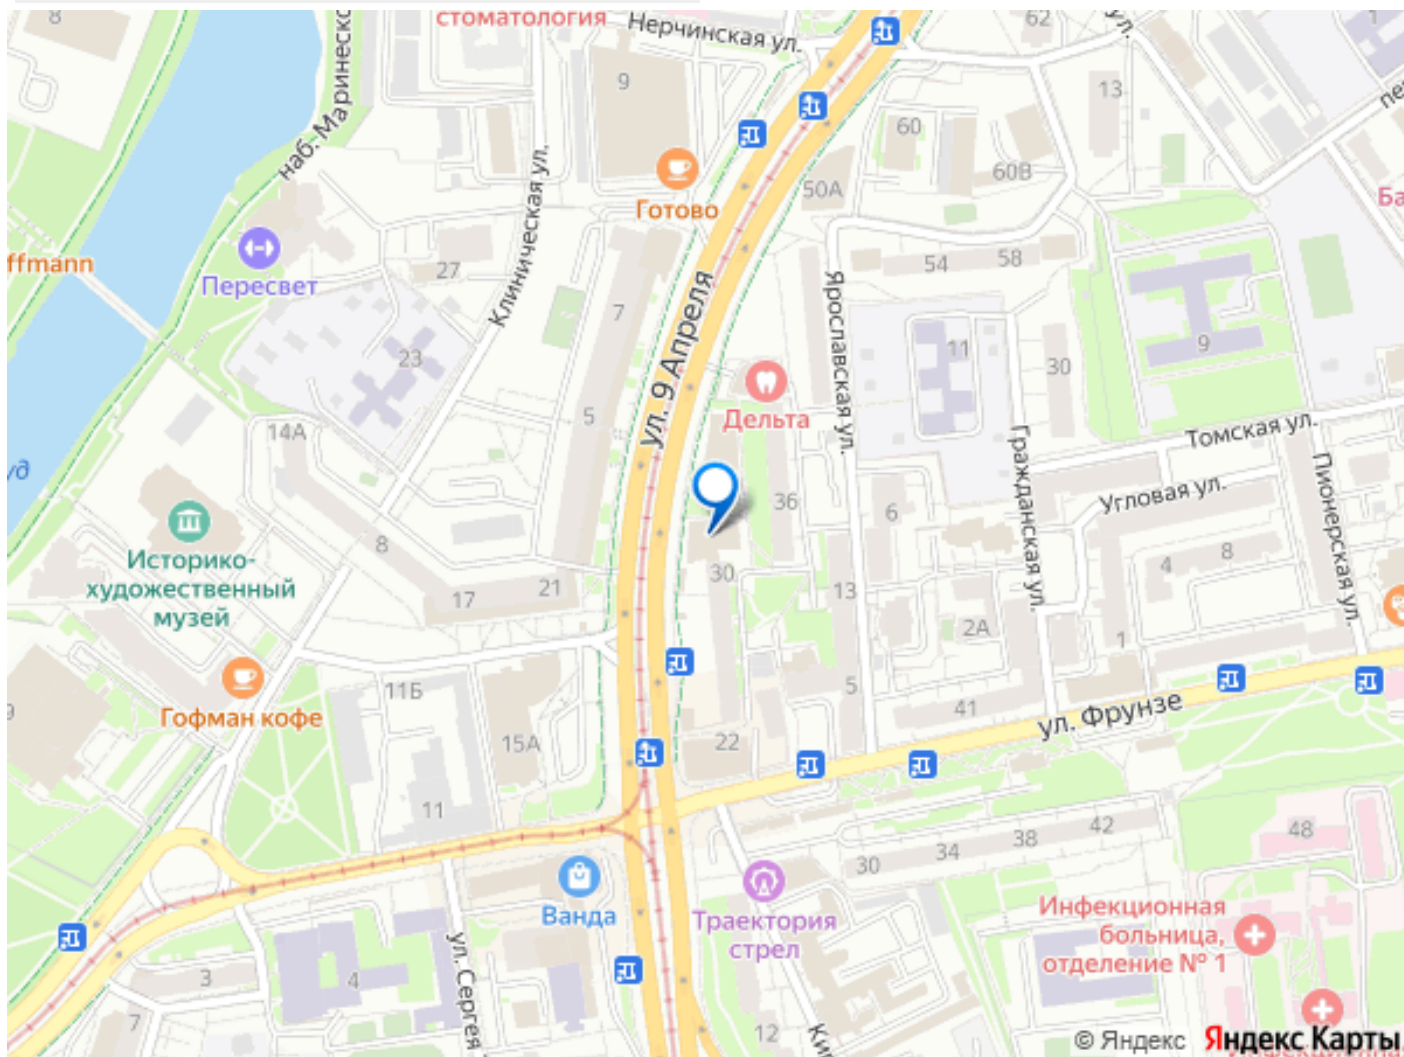 стоматология
Нерчинская ул.
62
ул.
1
8
9
13
наб. Маринеско
60
60В
50А
Готово
ffmann
Пересвет
27
Клиническая ул.
54
58
7
ул. 9 Апреля
Ярославская ул.
23
11
30
9
5
Дельта
14А
Томская ул.
Гражданская ул.
Угловая ул.
Пионерская ул.
36
6
Историко-
художественный
музей
8
30
4
8
17
21
13
2А
1
11Б
5
41
ул. Фрунзе
Гофман кофе
9
15А
22
11
48
42
38
34
30
Ванда
Траектория
стрел
Инфекционная
больница,
отделение № 1
ул. Сергея
3
4
7
12
© Яндекс
Яндекс Карты